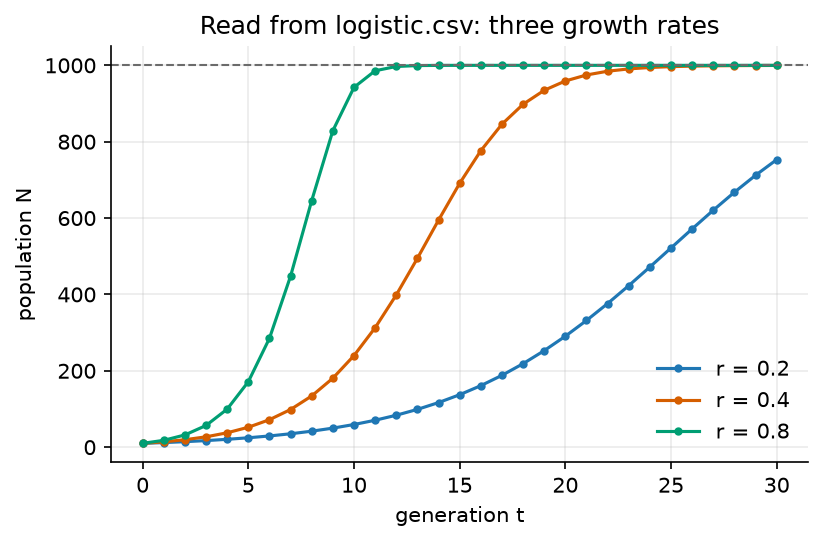 Read from logistic.csv: three growth rates
population N
1000
800
600
400
200
0
r = 0.2
r = 0.4
r = 0.8
0 5 10 15 20 25 30
generation t